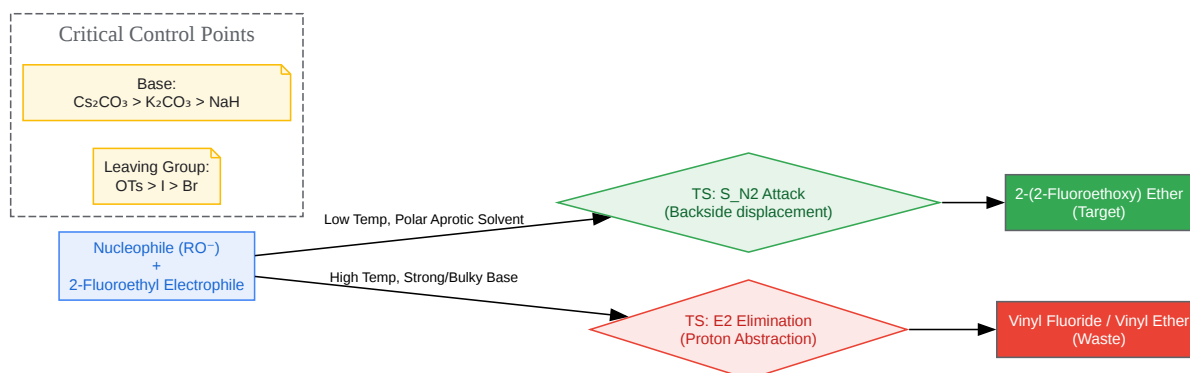 Critical Control Points
Base:
Cs₂CO₃ > K₂CO₃ > NaH
Leaving Group:
OTs > I > Br
Nucleophile (RO⁻)
+
2-Fluoroethyl Electrophile
Low Temp, Polar Aprotic Solvent
High Temp, Strong/Bulky Base
TS: S_N2 Attack
(Backside displacement)
TS: E2 Elimination
(Proton Abstraction)
2-(2-Fluoroethoxy) Ether
(Target)
Vinyl Fluoride / Vinyl Ether
(Waste)